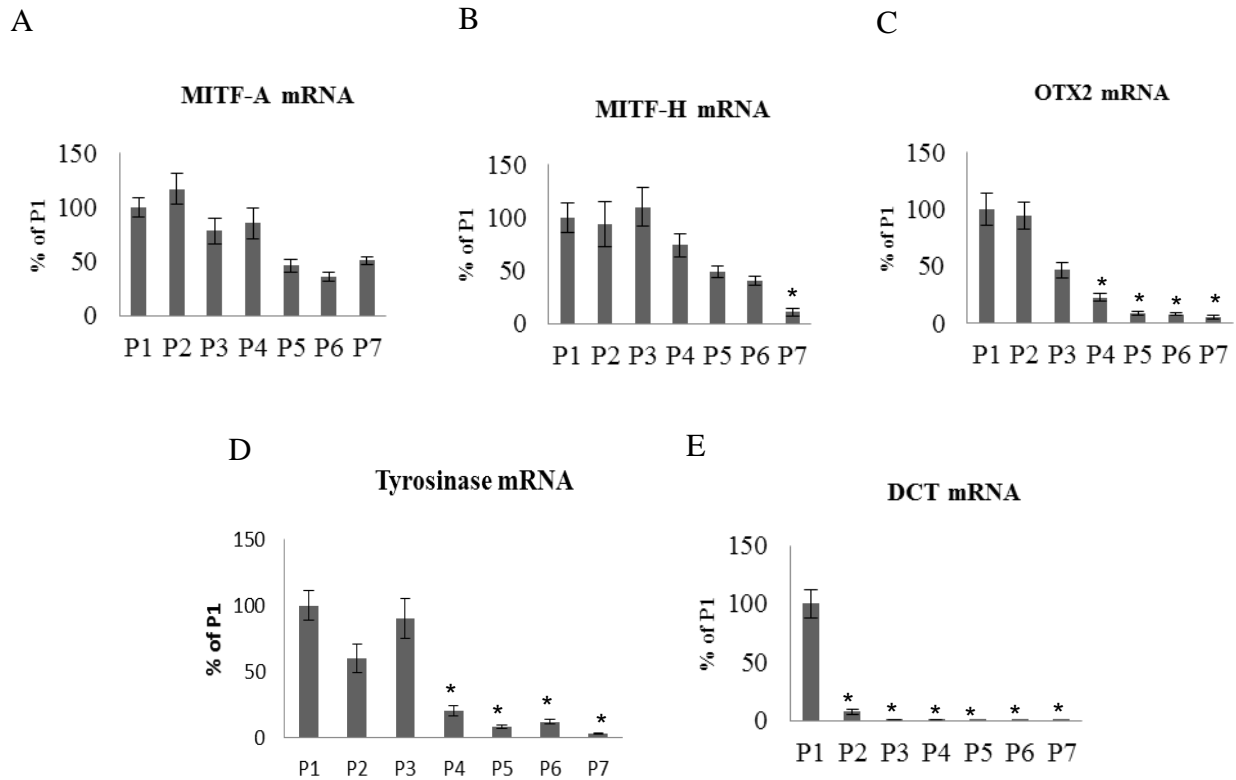 A
MITF-A mRNA
% of P1
150
100
50
0
P1 P2 P3 P4 P5 P6 P7
B
MITF-H mRNA
% of P1
150
100
50
0
*
P1 P2 P3 P4 P5 P6 P7
C
OTX2 mRNA
% of P1
150
100
50
0
* * * *
P1 P2 P3 P4 P5 P6 P7
D
Tyrosinase mRNA
% of P1
150
100
50
0
* * * *
P1 P2 P3 P4 P5 P6 P7
E
DCT mRNA
% of P1
150
100
50
0
* * * * * *
P1 P2 P3 P4 P5 P6 P7